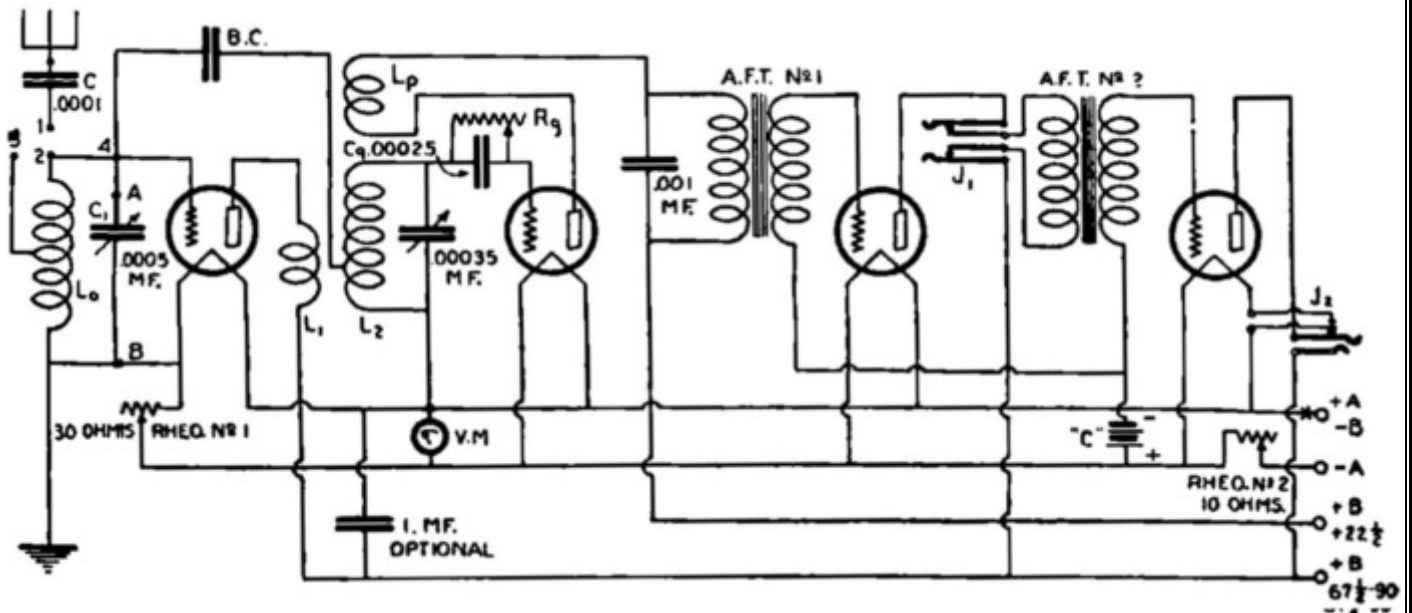 B.C.
C
.0001
1
2
3
4
A
C₁
.0005
MF.
L₀
B
30 OHMS RHEO. Nº 1
L₁
L₂
Lp
Rg
Cg.00025
.00035
MF.
V.M
1. MF.
OPTIONAL
.001
MF.
A.F.T. Nº 1
J₁
A.F.T. Nº ?
J₂
"C"
-
+
RHEO. Nº 2
10 OHMS.
+A
-B
-A
+B
+22½
+B
67½-90